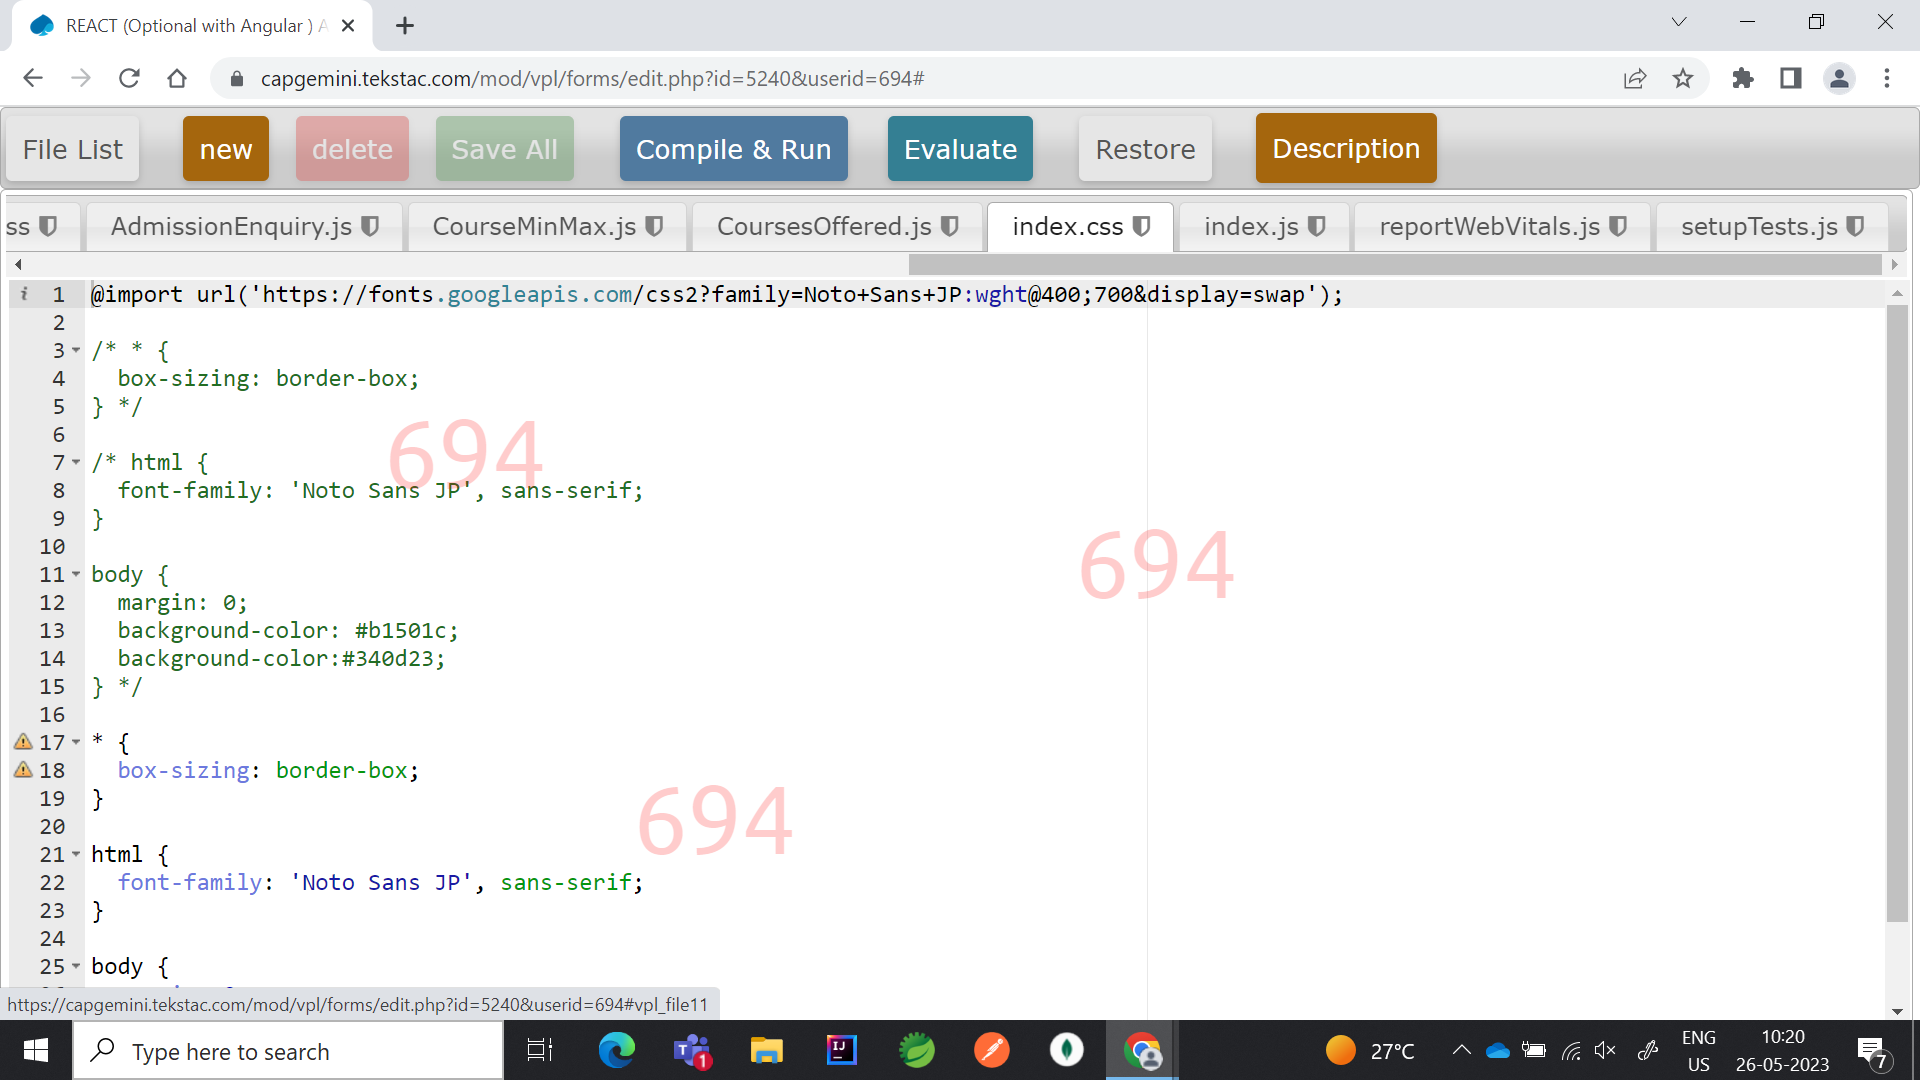 REACT (Optional with Angular ) A
capgemini.tekstac.com/mod/vpl/forms/edit.php?id=5240&userid=694#
File List
new
delete
Save All
Compile & Run
Evaluate
Restore
Description
ss
AdmissionEnquiry.js
CourseMinMax.js
CoursesOffered.js
index.css
index.js
reportWebVitals.js
setupTests.js
1 @import url('https://fonts.googleapis.com/css2?family=Noto+Sans+JP:wght@400;700&display=swap');
2
3 /* * {
4 box-sizing: border-box;
5 } */
6
7 /* html {
8 font-family: 'Noto Sans JP', sans-serif;
9 }
10
11 body {
12 margin: 0;
13 background-color: #b1501c;
14 background-color:#340d23;
15 } */
16
17 * {
18 box-sizing: border-box;
19 }
20
21 html {
22 font-family: 'Noto Sans JP', sans-serif;
23 }
24
25 body {
694
694
694
https://capgemini.tekstac.com/mod/vpl/forms/edit.php?id=5240&userid=694#vpl_file11
Type here to search
1
27°C
ENG
US
10:20
26-05-2023
7